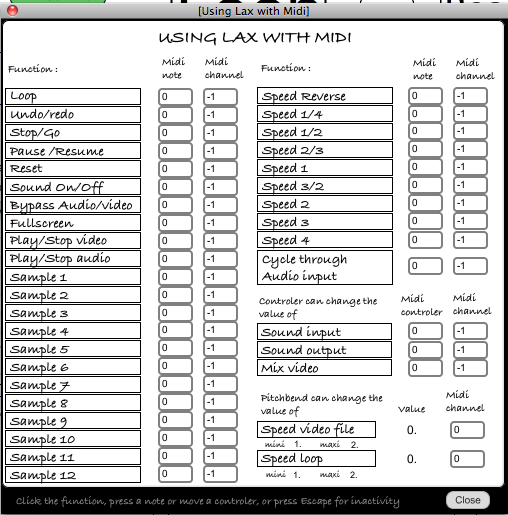 [Using Lax with Midi]
USING LAX WITH MIDI
Function : Midi note Midi channel
Loop 0 -1
Undo/redo 0 -1
Stop/Go 0 -1
Pause /Resume 0 -1
Reset 0 -1
Sound On/Off 0 -1
Bypass Audio/video 0 -1
Fullscreen 0 -1
Play/Stop video 0 -1
Play/Stop audio 0 -1
Sample 1 0 -1
Sample 2 0 -1
Sample 3 0 -1
Sample 4 0 -1
Sample 5 0 -1
Sample 6 0 -1
Sample 7 0 -1
Sample 8 0 -1
Sample 9 0 -1
Sample 10 0 -1
Sample 11 0 -1
Sample 12 0 -1
Function : Midi note Midi channel
Speed Reverse 0 -1
Speed 1/4 0 -1
Speed 1/2 0 -1
Speed 2/3 0 -1
Speed 1 0 -1
Speed 3/2 0 -1
Speed 2 0 -1
Speed 3 0 -1
Speed 4 0 -1
Cycle through
Audio input 0 -1
Controler can change the
value of
Midi controler Midi channel
Sound input 0 -1
Sound output 0 -1
Mix video 0 -1
Pitchbend can change the
value of
Value Midi channel
Speed video file 0. 0
mini 1. maxi 2.
Speed loop 0. 0
mini 1. maxi 2.
Click the function, press a note or move a controler, or press Escape for inactivity
Close